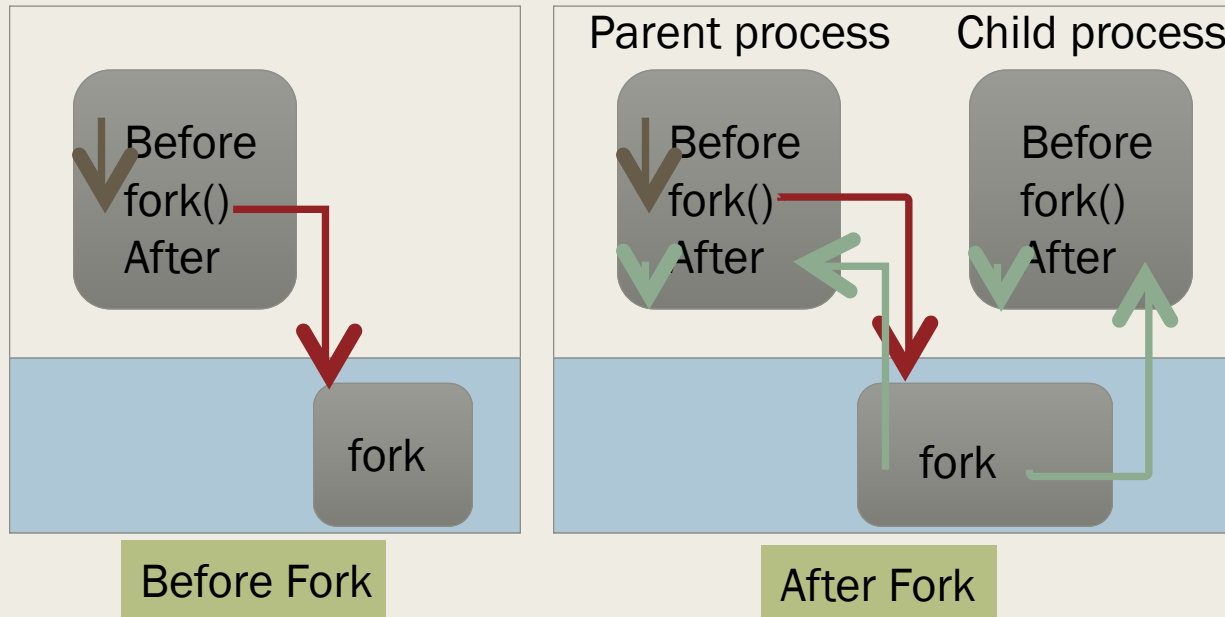 Before
fork()
After
fork
Before Fork
Parent process
Child process
Before
fork()
After
Before
fork()
After
fork
After Fork